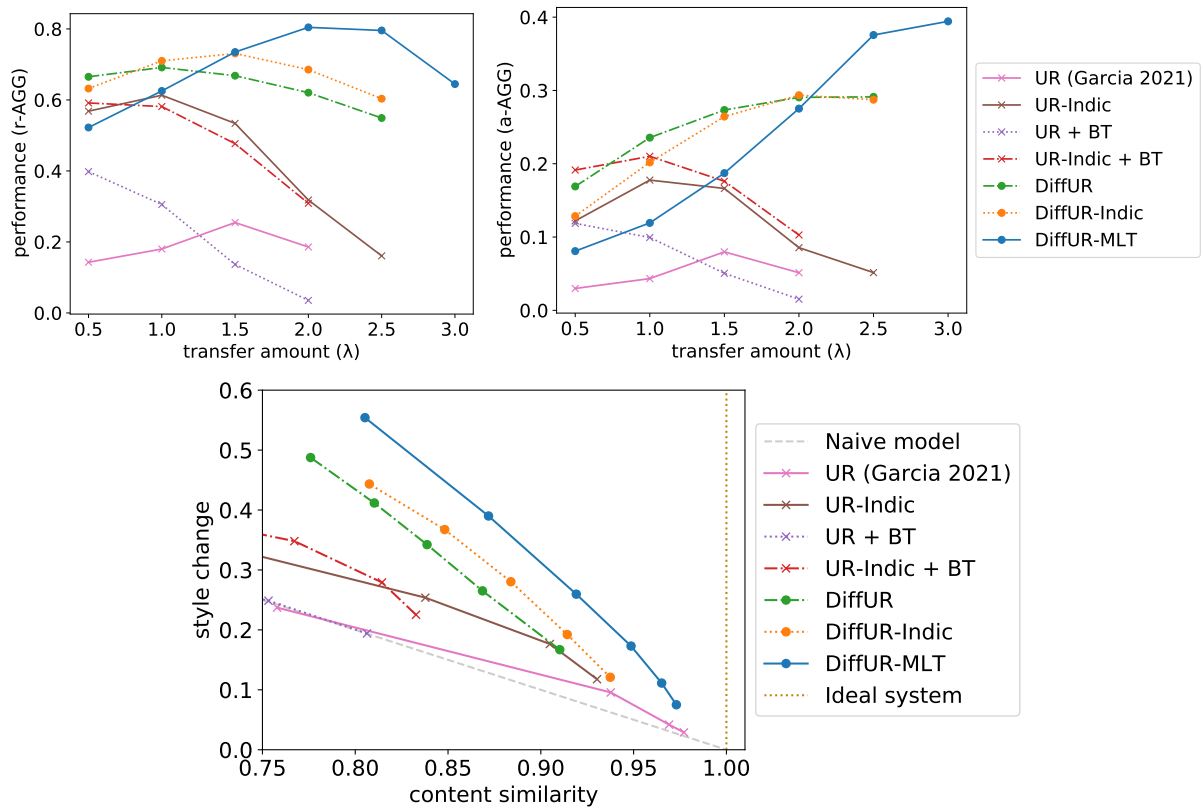 performance (r-AGG)
0.8
0.6
0.4
0.2
0.0
0.5 1.0 1.5 2.0 2.5 3.0
transfer amount (λ)
performance (a-AGG)
0.4
0.3
0.2
0.1
0.0
0.5 1.0 1.5 2.0 2.5 3.0
transfer amount (λ)
UR (Garcia 2021)
UR-Indic
UR + BT
UR-Indic + BT
DiffUR
DiffUR-Indic
DiffUR-MLT
style change
0.6
0.5
0.4
0.3
0.2
0.1
0.0
0.75 0.80 0.85 0.90 0.95 1.00
content similarity
Naive model
UR (Garcia 2021)
UR-Indic
UR + BT
UR-Indic + BT
DiffUR
DiffUR-Indic
DiffUR-MLT
Ideal system